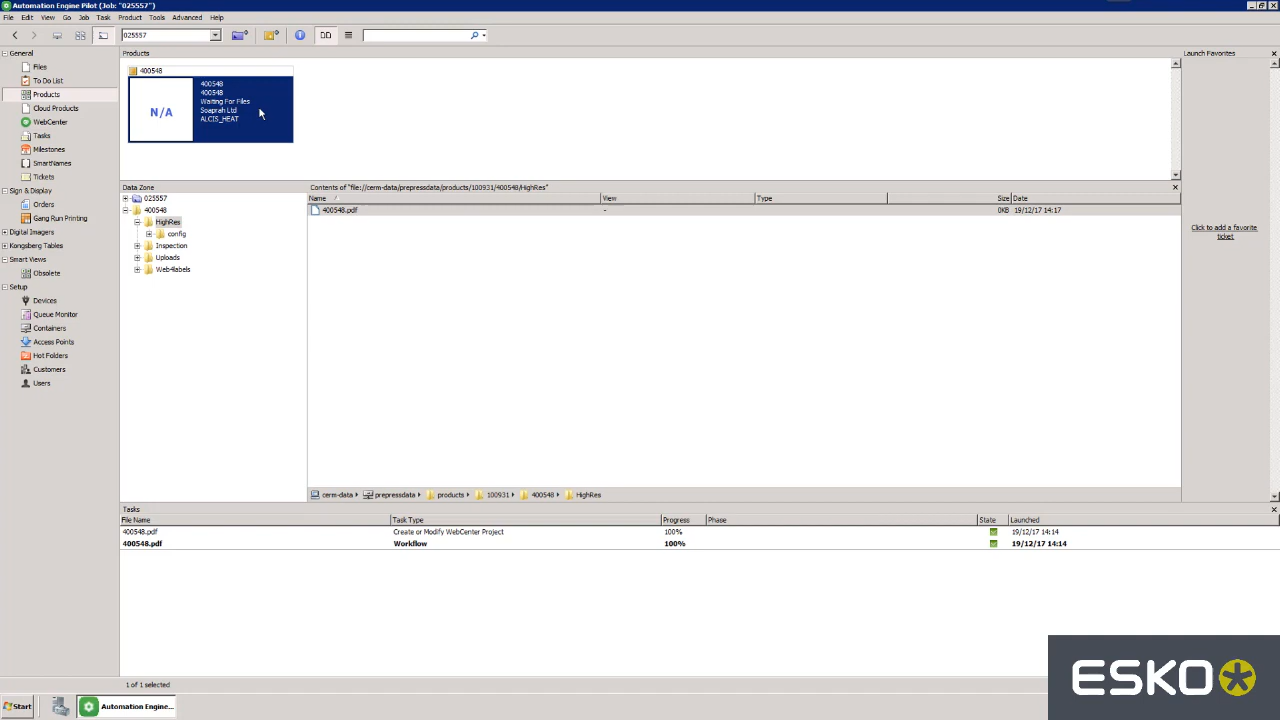 Automation Engine Pilot (Job: "025557")
File Edit View Go Job Task Product Tools Advanced Help
025557
General
Files
To Do List
Products
Cloud Products
WebCenter
Tasks
Milestones
SmartNames
Tickets
Sign & Display
Orders
Gang Run Printing
Digital Imagers
Kongsberg Tables
Smart Views
Obsolete
Setup
Devices
Queue Monitor
Containers
Access Points
Hot Folders
Customers
Users
Products
400548
N/A
400548
400548
Waiting For Files
Soaprah Ltd
ALCIS_HEAT
Data Zone
025557
400548
HighRes
config
Inspection
Uploads
Web4labels
Contents of "file://cerm-data/prepressdata/products/100931/400548/HighRes"
Name View Type Size Date
400548.pdf - 0KB 19/12/17 14:17
cerm-data prepressdata products 100931 400548 HighRes
Launch Favorites
Click to add a favorite
ticket
Tasks
File Name Task Type Progress Phase State Launched
400548.pdf Create or Modify WebCenter Project 100% 19/12/17 14:14
400548.pdf Workflow 100% 19/12/17 14:14
1 of 1 selected
Start Automation Engine...
ESKO